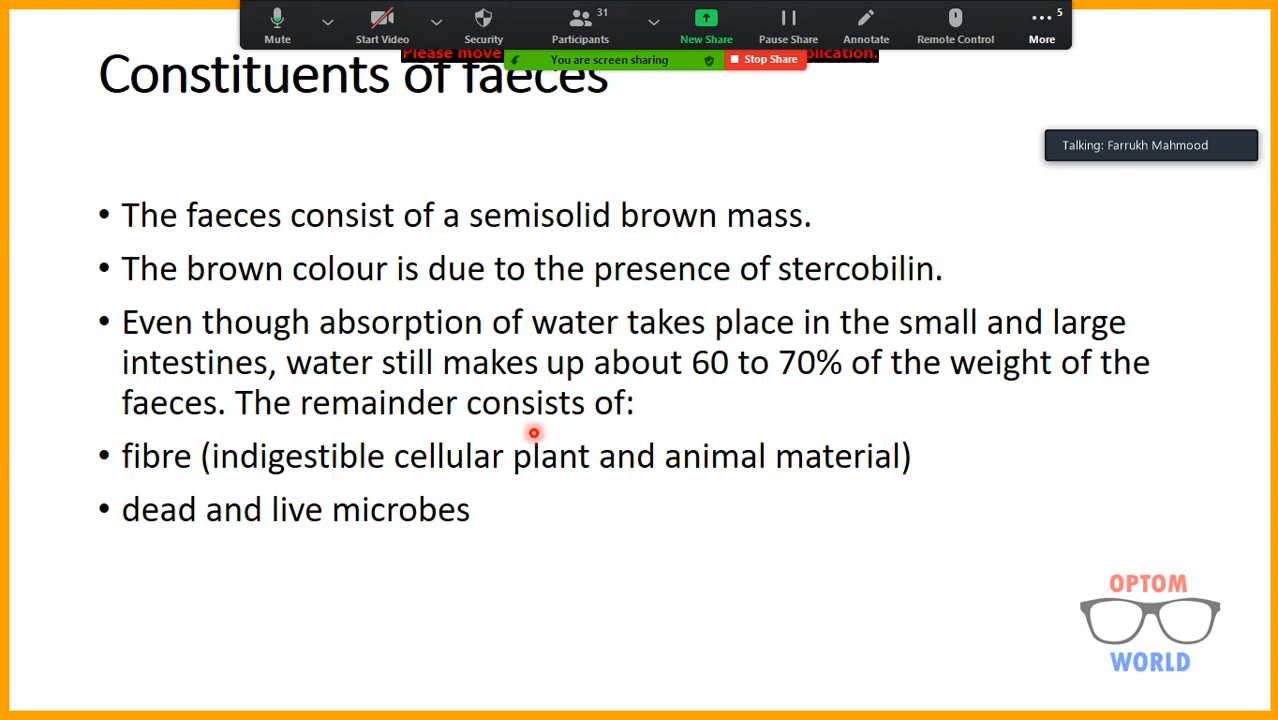 31
5
Mute
Start Video
Security
Participants
New Share
Pause Share
Annotate
Remote Control
More
Please move
You are screen sharing
Stop Share
plication.
Constituents of faeces
Talking: Farrukh Mahmood
• The faeces consist of a semisolid brown mass.
• The brown colour is due to the presence of stercobilin.
• Even though absorption of water takes place in the small and large
intestines, water still makes up about 60 to 70% of the weight of the
faeces. The remainder consists of:
• fibre (indigestible cellular plant and animal material)
• dead and live microbes
OPTOM
WORLD